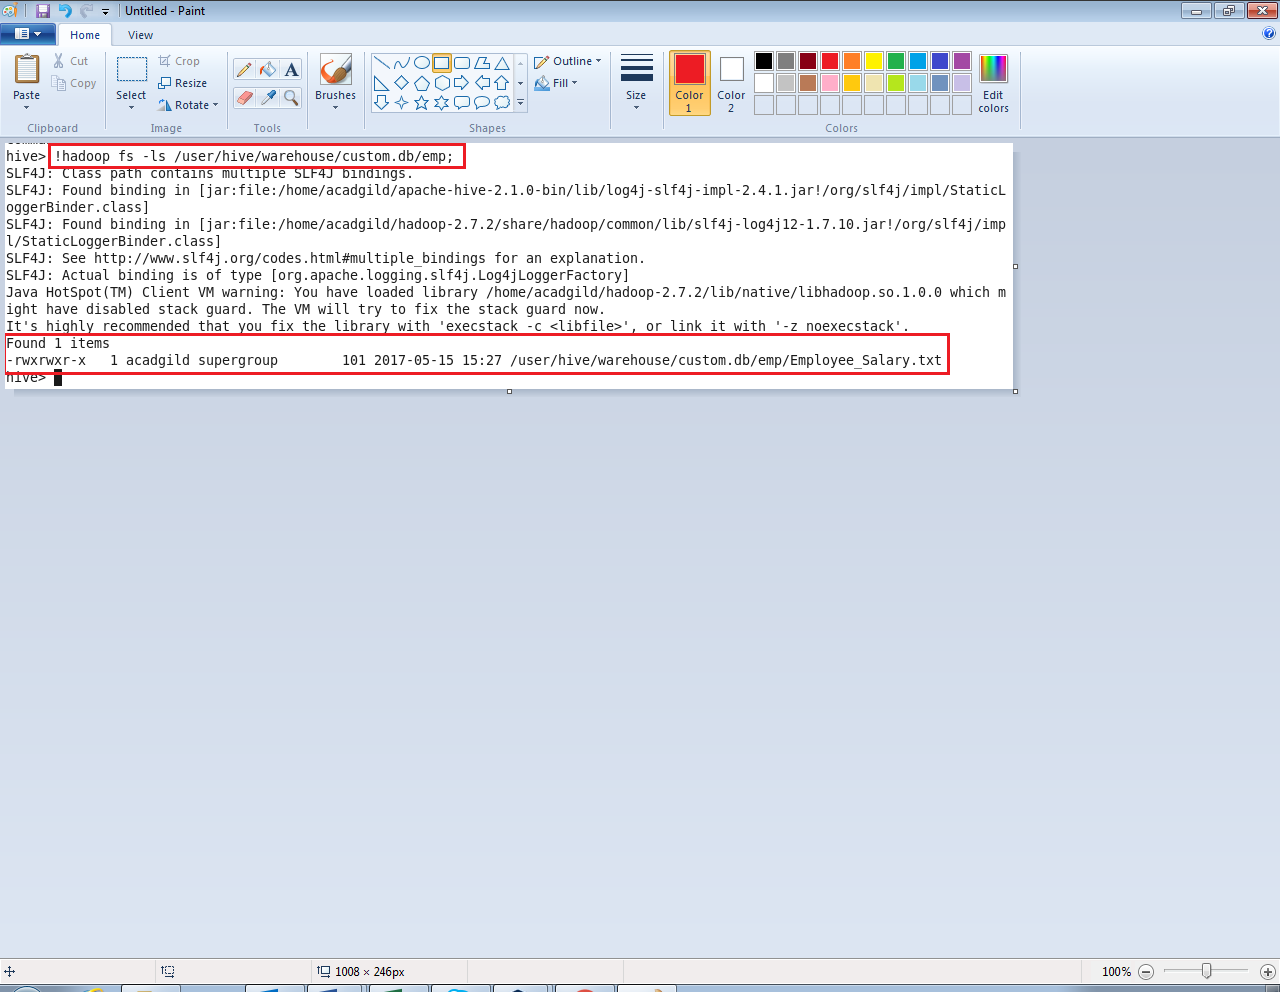 Untitled - Paint
Home
View
Paste
Cut
Copy
Clipboard
Select
Crop
Resize
Rotate
Image
A
Tools
Brushes
Outline
Fill
Shapes
Size
Color 1
Color 2
Edit colors
Colors
hive> !hadoop fs -ls /user/hive/warehouse/custom.db/emp;
SLF4J: Class path contains multiple SLF4J bindings.
SLF4J: Found binding in [jar:file:/home/acadgild/apache-hive-2.1.0-bin/lib/log4j-slf4j-impl-2.4.1.jar!/org/slf4j/impl/StaticL
oggerBinder.class]
SLF4J: Found binding in [jar:file:/home/acadgild/hadoop-2.7.2/share/hadoop/common/lib/slf4j-log4j12-1.7.10.jar!/org/slf4j/imp
l/StaticLoggerBinder.class]
SLF4J: See http://www.slf4j.org/codes.html#multiple_bindings for an explanation.
SLF4J: Actual binding is of type [org.apache.logging.slf4j.Log4jLoggerFactory]
Java HotSpot(TM) Client VM warning: You have loaded library /home/acadgild/hadoop-2.7.2/lib/native/libhadoop.so.1.0.0 which m
ight have disabled stack guard. The VM will try to fix the stack guard now.
It's highly recommended that you fix the library with 'execstack -c <libfile>', or link it with '-z noexecstack'.
Found 1 items
-rwxrwxr-x   1 acadgild supergroup        101 2017-05-15 15:27 /user/hive/warehouse/custom.db/emp/Employee_Salary.txt
hive>
1008 × 246px
100%